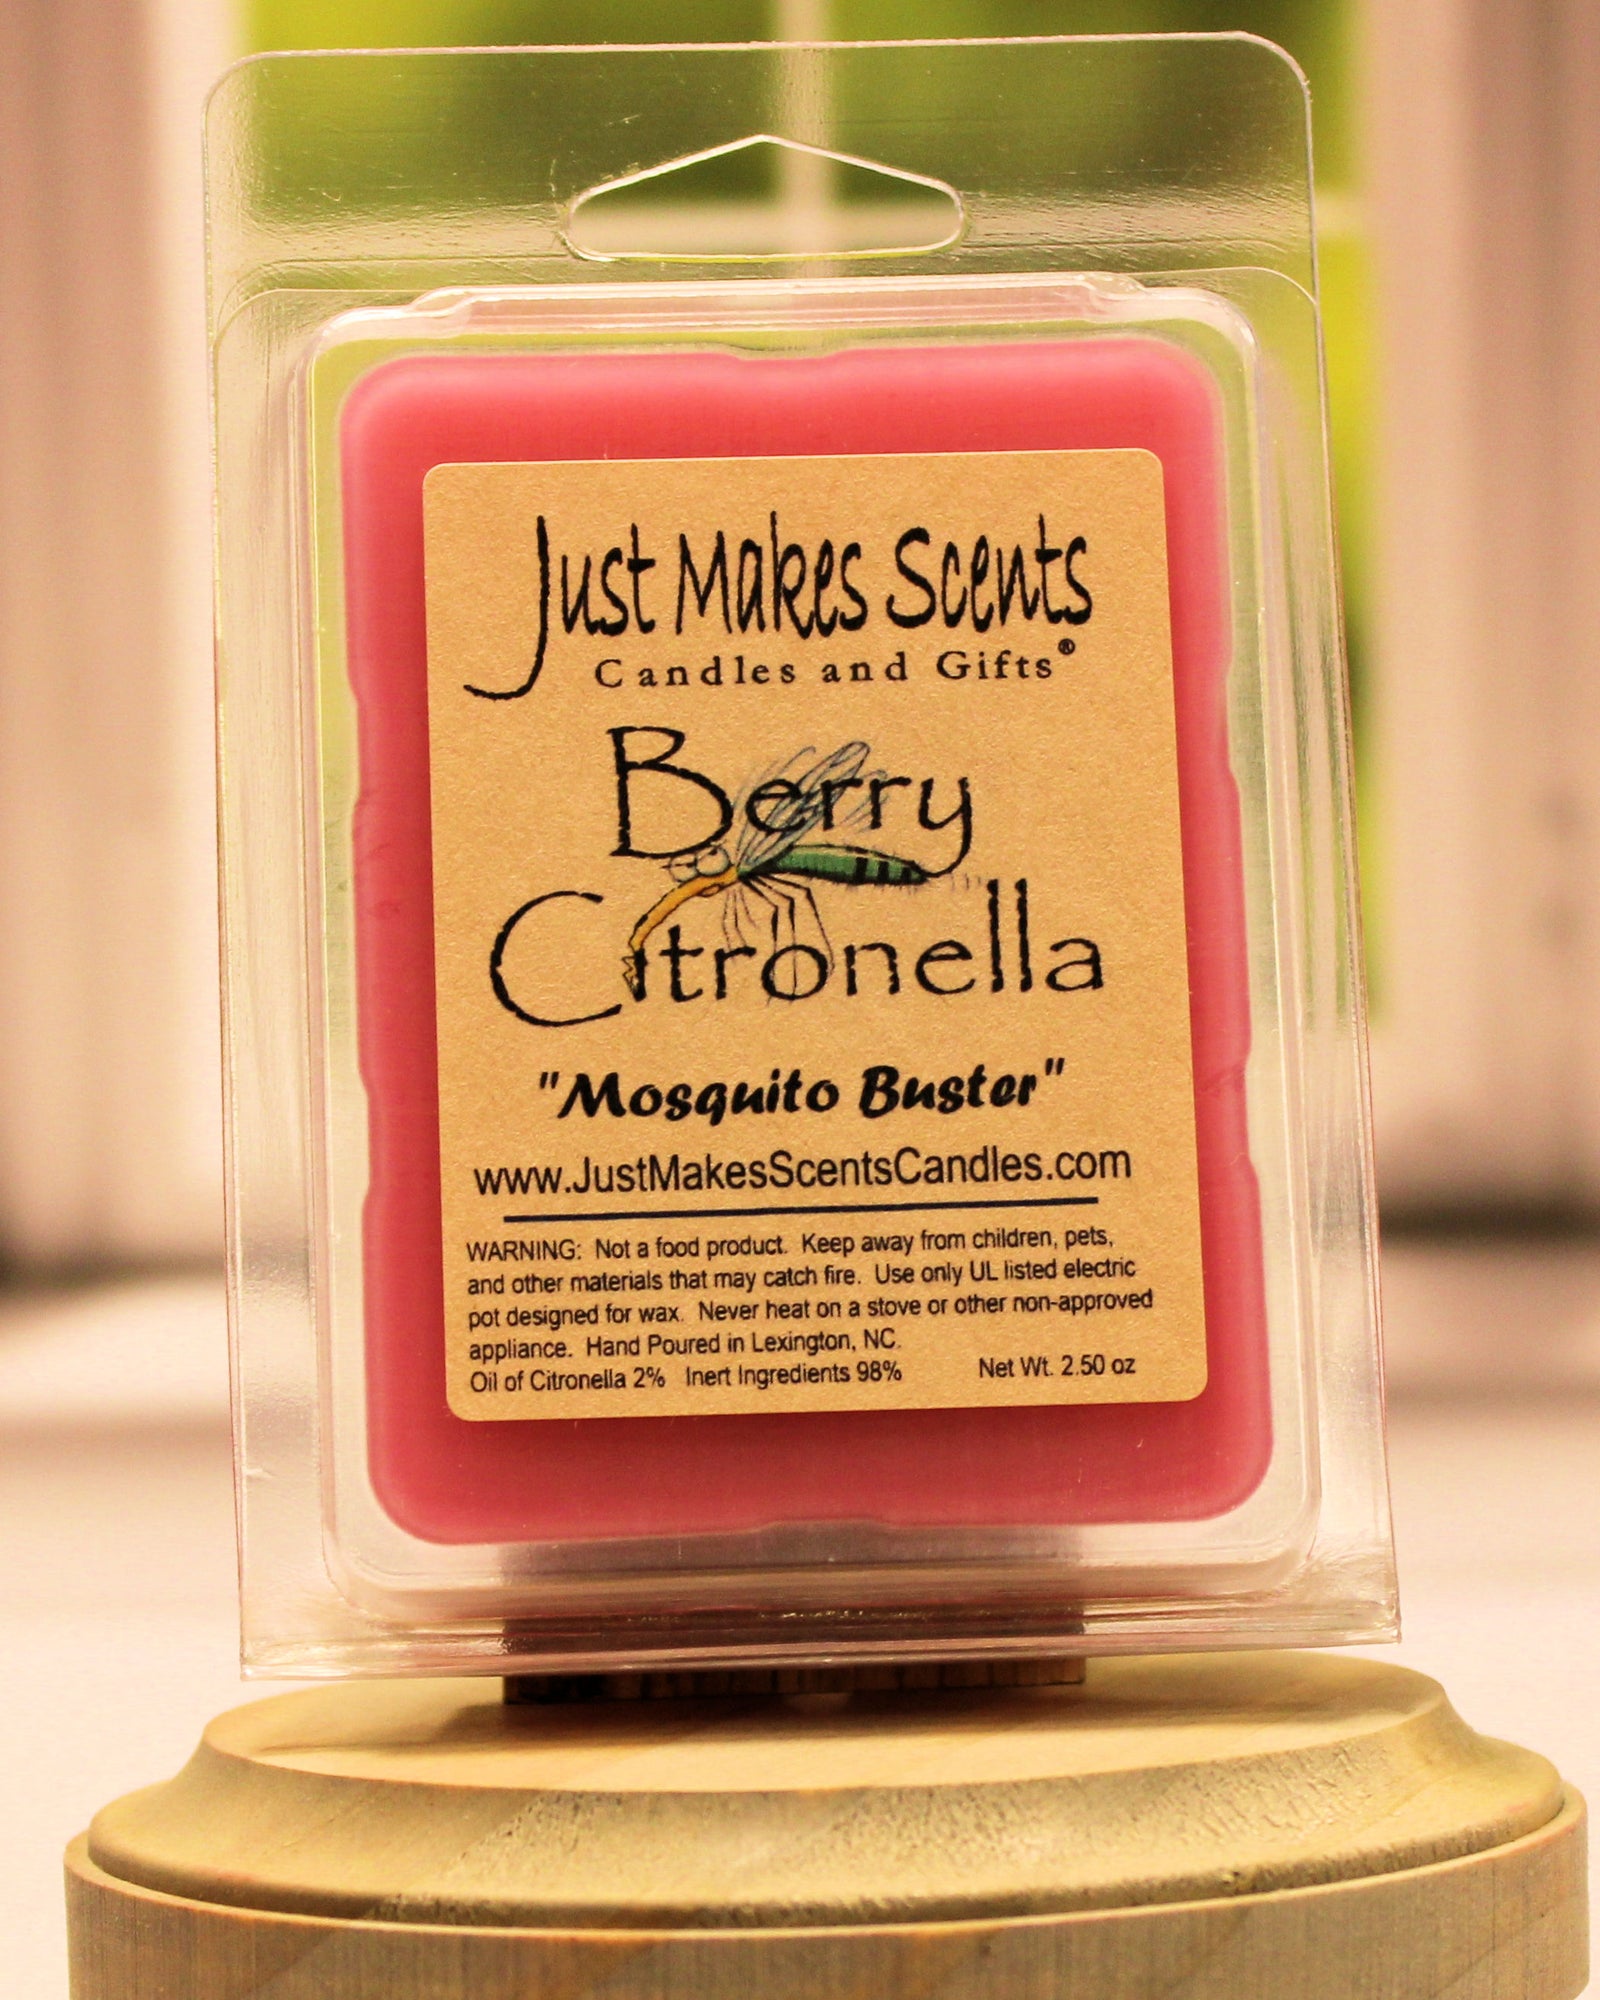 Just Makes Scents
Candles and Gifts®
Berry
Citronella
"Mosquito Buster"
www.JustMakesScentsCandles.com
WARNING: Not a food product. Keep away from children, pets,
and other materials that may catch fire. Use only UL listed electric
pot designed for wax. Never heat on a stove or other non-approved
appliance. Hand Poured in Lexington, NC.
Oil of Citronella 2% Inert Ingredients 98% Net Wt. 2.50 oz